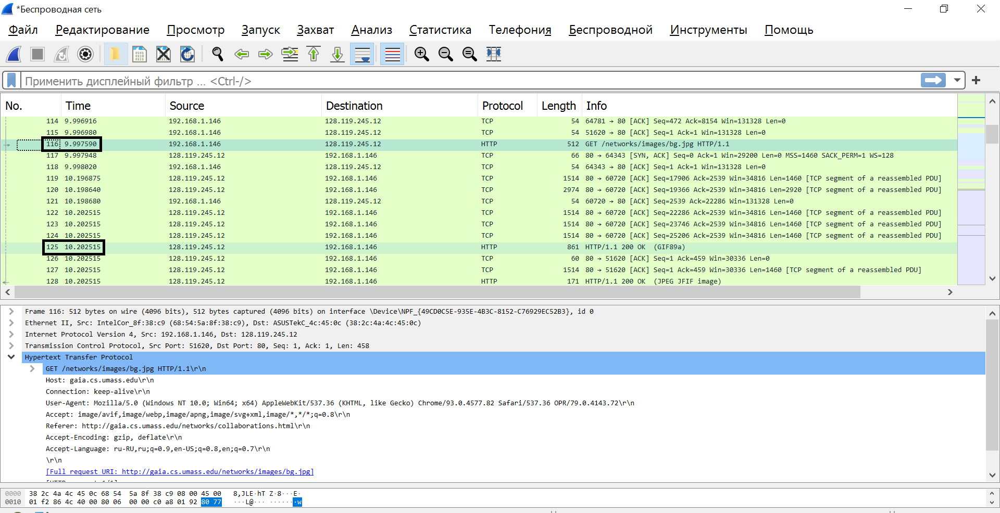 *Беспроводная сеть
Файл Редактирование Просмотр Запуск Захват Анализ Статистика Телефония Беспроводной Инструменты Помощь
Применить дисплейный фильтр ... <Ctrl-/>
No. Time Source Destination Protocol Length Info
114 9.996916 192.168.1.146 128.119.245.12 TCP 54 64781 → 80 [ACK] Seq=472 Ack=8154 Win=131328 Len=0
115 9.996980 192.168.1.146 128.119.245.12 TCP 54 51620 → 80 [ACK] Seq=1 Ack=1 Win=131328 Len=0
116 9.997590 192.168.1.146 128.119.245.12 HTTP 512 GET /networks/images/bg.jpg HTTP/1.1
117 9.997948 128.119.245.12 192.168.1.146 TCP 66 80 → 64343 [SYN, ACK] Seq=0 Ack=1 Win=29200 Len=0 MSS=1460 SACK_PERM=1 WS=128
118 9.998020 192.168.1.146 128.119.245.12 TCP 54 64343 → 80 [ACK] Seq=1 Ack=1 Win=131328 Len=0
119 10.196875 128.119.245.12 192.168.1.146 TCP 1514 80 → 60720 [ACK] Seq=17906 Ack=2539 Win=34816 Len=1460 [TCP segment of a reassembled PDU]
120 10.198640 128.119.245.12 192.168.1.146 TCP 2974 80 → 60720 [ACK] Seq=19366 Ack=2539 Win=34816 Len=2920 [TCP segment of a reassembled PDU]
121 10.198680 192.168.1.146 128.119.245.12 TCP 54 60720 → 80 [ACK] Seq=2539 Ack=22286 Win=131328 Len=0
122 10.202515 128.119.245.12 192.168.1.146 TCP 1514 80 → 60720 [ACK] Seq=22286 Ack=2539 Win=34816 Len=1460 [TCP segment of a reassembled PDU]
123 10.202515 128.119.245.12 192.168.1.146 TCP 1514 80 → 60720 [ACK] Seq=23746 Ack=2539 Win=34816 Len=1460 [TCP segment of a reassembled PDU]
124 10.202515 128.119.245.12 192.168.1.146 TCP 1514 80 → 60720 [ACK] Seq=25206 Ack=2539 Win=34816 Len=1460 [TCP segment of a reassembled PDU]
125 10.202515 128.119.245.12 192.168.1.146 HTTP 861 HTTP/1.1 200 OK (GIF89a)
126 10.202515 128.119.245.12 192.168.1.146 TCP 60 80 → 51620 [ACK] Seq=1 Ack=459 Win=30336 Len=0
127 10.202515 128.119.245.12 192.168.1.146 TCP 1514 80 → 51620 [ACK] Seq=1 Ack=459 Win=30336 Len=1460 [TCP segment of a reassembled PDU]
128 10.202515 128.119.245.12 192.168.1.146 HTTP 171 HTTP/1.1 200 OK (JPEG JFIF image)
Frame 116: 512 bytes on wire (4096 bits), 512 bytes captured (4096 bits) on interface \Device\NPF_{49CD0C5E-935E-4B3C-8152-C76929EC52B3}, id 0
Ethernet II, Src: IntelCor_8f:38:c9 (68:54:5a:8f:38:c9), Dst: ASUSTekC_4c:45:0c (38:2c:4a:4c:45:0c)
Internet Protocol Version 4, Src: 192.168.1.146, Dst: 128.119.245.12
Transmission Control Protocol, Src Port: 51620, Dst Port: 80, Seq: 1, Ack: 1, Len: 458
Hypertext Transfer Protocol
GET /networks/images/bg.jpg HTTP/1.1\r\n
Host: gaia.cs.umass.edu\r\n
Connection: keep-alive\r\n
User-Agent: Mozilla/5.0 (Windows NT 10.0; Win64; x64) AppleWebKit/537.36 (KHTML, like Gecko) Chrome/93.0.4577.82 Safari/537.36 OPR/79.0.4143.72\r\n
Accept: image/avif,image/webp,image/apng,image/svg+xml,image/*,*/*;q=0.8\r\n
Referer: http://gaia.cs.umass.edu/networks/collaborations.html\r\n
Accept-Encoding: gzip, deflate\r\n
Accept-Language: ru-RU,ru;q=0.9,en-US;q=0.8,en;q=0.7\r\n
\r\n
[Full request URI: http://gaia.cs.umass.edu/networks/images/bg.jpg]
0000 38 2c 4a 4c 45 0c 68 54 5a 8f 38 c9 08 00 45 00 8,JLE·hT Z·8···E·
0010 01 f2 86 4c 40 00 80 06 00 00 c0 a8 01 92 80 77 ···L@··· ·······w